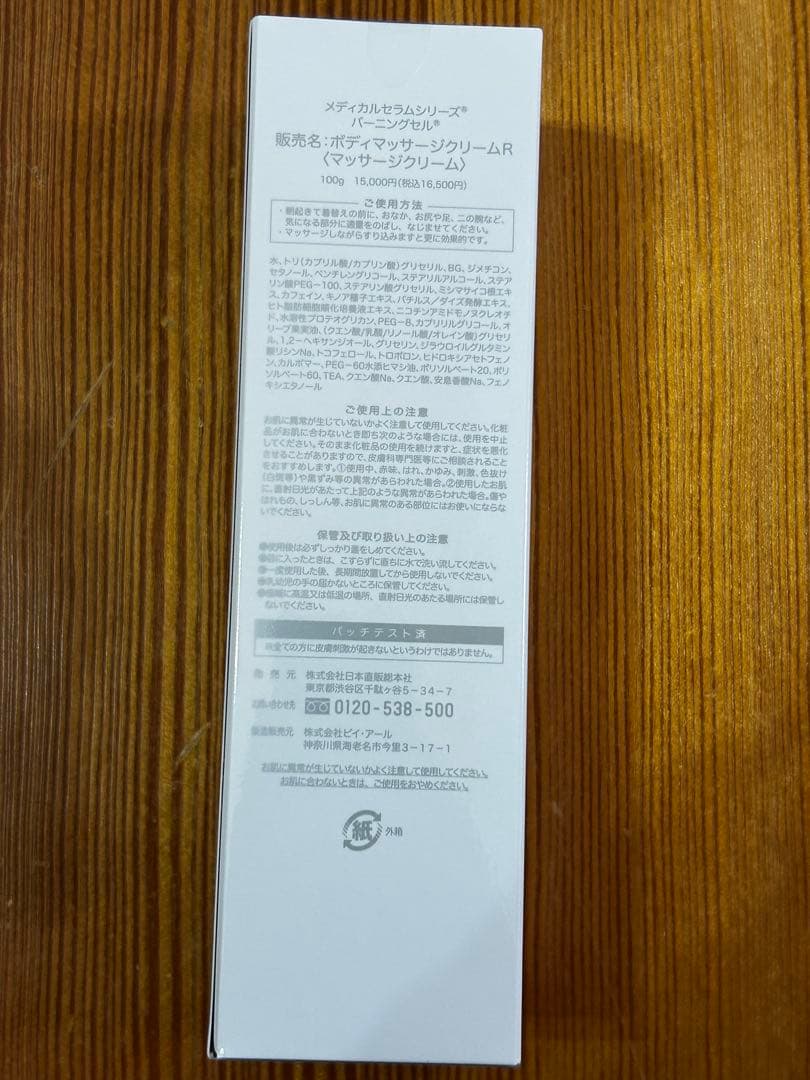 メディカルセラムシリーズ®
バーニングセル®
販売名:ボディマッサージクリームR
〈マッサージクリーム〉
100g 15,000円(税込16,500円)
ご使用方法
・朝起きて着替えの前に、おなか、お尻や足、二の腕など、
気になる部分に適量をのばし、なじませてください。
・マッサージしながらすり込みますと更に効果的です。
水、トリ(カプリル酸/カプリン酸)グリセリル、BG、ジメチコン、
セタノール、ペンチレングリコール、ステアリルアルコール、ステア
リン酸PEG-100、ステアリン酸グリセリル、ミシマサイコ根エキ
ス、カフェイン、キノア種子エキス、バチルス/ダイズ発酵エキス、
ヒト脂肪細胞順化培養液エキス、ニコチンアミドモノヌクレオチ
ド、水溶性プロテオグリカン、PEG-8、カプリリルグリコール、オ
リーブ果実油、(クエン酸/乳酸/リノール酸/オレイン酸)グリセリ
ル、1,2-ヘキサンジオール、グリセリン、ジラウロイルグルタミン
酸リシンNa、トコフェロール、トロポロン、ヒドロキシアセトフェノ
ン、カルボマー、PEG-60水添ヒマシ油、ポリソルベート20、ポリ
ソルベート60、TEA、クエン酸Na、クエン酸、安息香酸Na、フェノ
キシエタノール
ご使用上の注意
お肌に異常が生じていないかよく注意して使用してください。化粧
品がお肌に合わないとき即ち次のような場合には、使用を中止
してください。そのまま化粧品の使用を続けますと、症状を悪化
させることがありますので、皮膚科専門医等にご相談されること
をおすすめします。①使用中、赤味、はれ、かゆみ、刺激、色抜け
(白斑等)や黒ずみ等の異常があらわれた場合。②使用したお肌
に、直射日光があたって上記のような異常があらわれた場合。傷や
はれもの、しっしん等、お肌に異常のある部位にはお使いにならな
いでください。
保管及び取り扱い上の注意
●使用後は必ずしっかり蓋をしめてください。
●目に入ったときは、こすらずに直ちに水で洗い流してください。
●一度使用した後、長期間放置してから使用しないでください。
●乳幼児の手の届かないところに保管してください。
●極端に高温又は低温の場所、直射日光のあたる場所には保管し
ないでください。
パッチテスト済
※全ての方に皮膚刺激が起きないというわけではありません。
発売元 株式会社日本直販総本社
東京都渋谷区千駄ヶ谷5-34-7
お問い合わせ先 0120-538-500
製造販売元 株式会社ビイ・アール
神奈川県海老名市今里3-17-1
お肌に異常が生じていないかよく注意して使用してください。
お肌に合わないときは、ご使用をおやめください。
紙 外箱